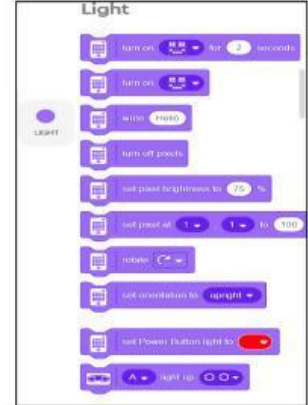 Light
turn on for 2 seconds
turn on
LIGHT
write Hello
turn off pixels
set pixel brightness to 75 %
set pixel at 1 1 to 100
rotate
set orientation to upright
set Power Button light to
A light up